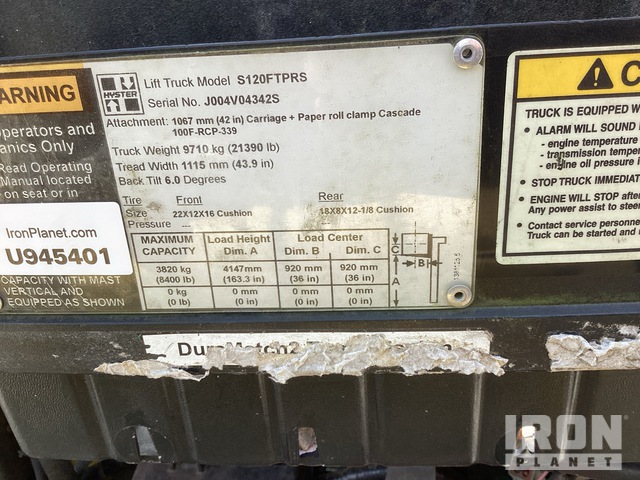 WARNING
Operators and
anics Only
Read Operating
Manual located
on seat or in
IronPlanet.com
U945401
CAPACITY WITH MAST
VERTICAL AND
EQUIPPED AS SHOWN
HYSTER
Lift Truck Model S120FTPRS
Serial No. J004V04342S
Attachment: 1067 mm (42 in) Carriage + Paper roll clamp Cascade
100F-RCP-339
Truck Weight 9710 kg (21390 lb)
Tread Width 1115 mm (43.9 in)
Back Tilt 6.0 Degrees
Tire Front Rear
Size 22X12X16 Cushion 18X8X12-1/8 Cushion
Pressure --- ---
MAXIMUM CAPACITY Load Height Dim. A Load Center Dim. B Dim. C
3820 kg (8400 lb) 4147mm (163.3 in) 920 mm (36 in) 920 mm (36 in)
0 kg (0 lb) 0 mm (0 in) 0 mm (0 in) 0 mm (0 in)
C
B
A
C
TRUCK IS EQUIPPED W
• ALARM WILL SOUND
- engine temperature
- transmission temper
- engine oil pressure i
• STOP TRUCK IMMEDIAT
• ENGINE WILL STOP after
Any power assist to steer
• Contact service personne
Truck can be started and
DuraMatch2
IRON
PLANET